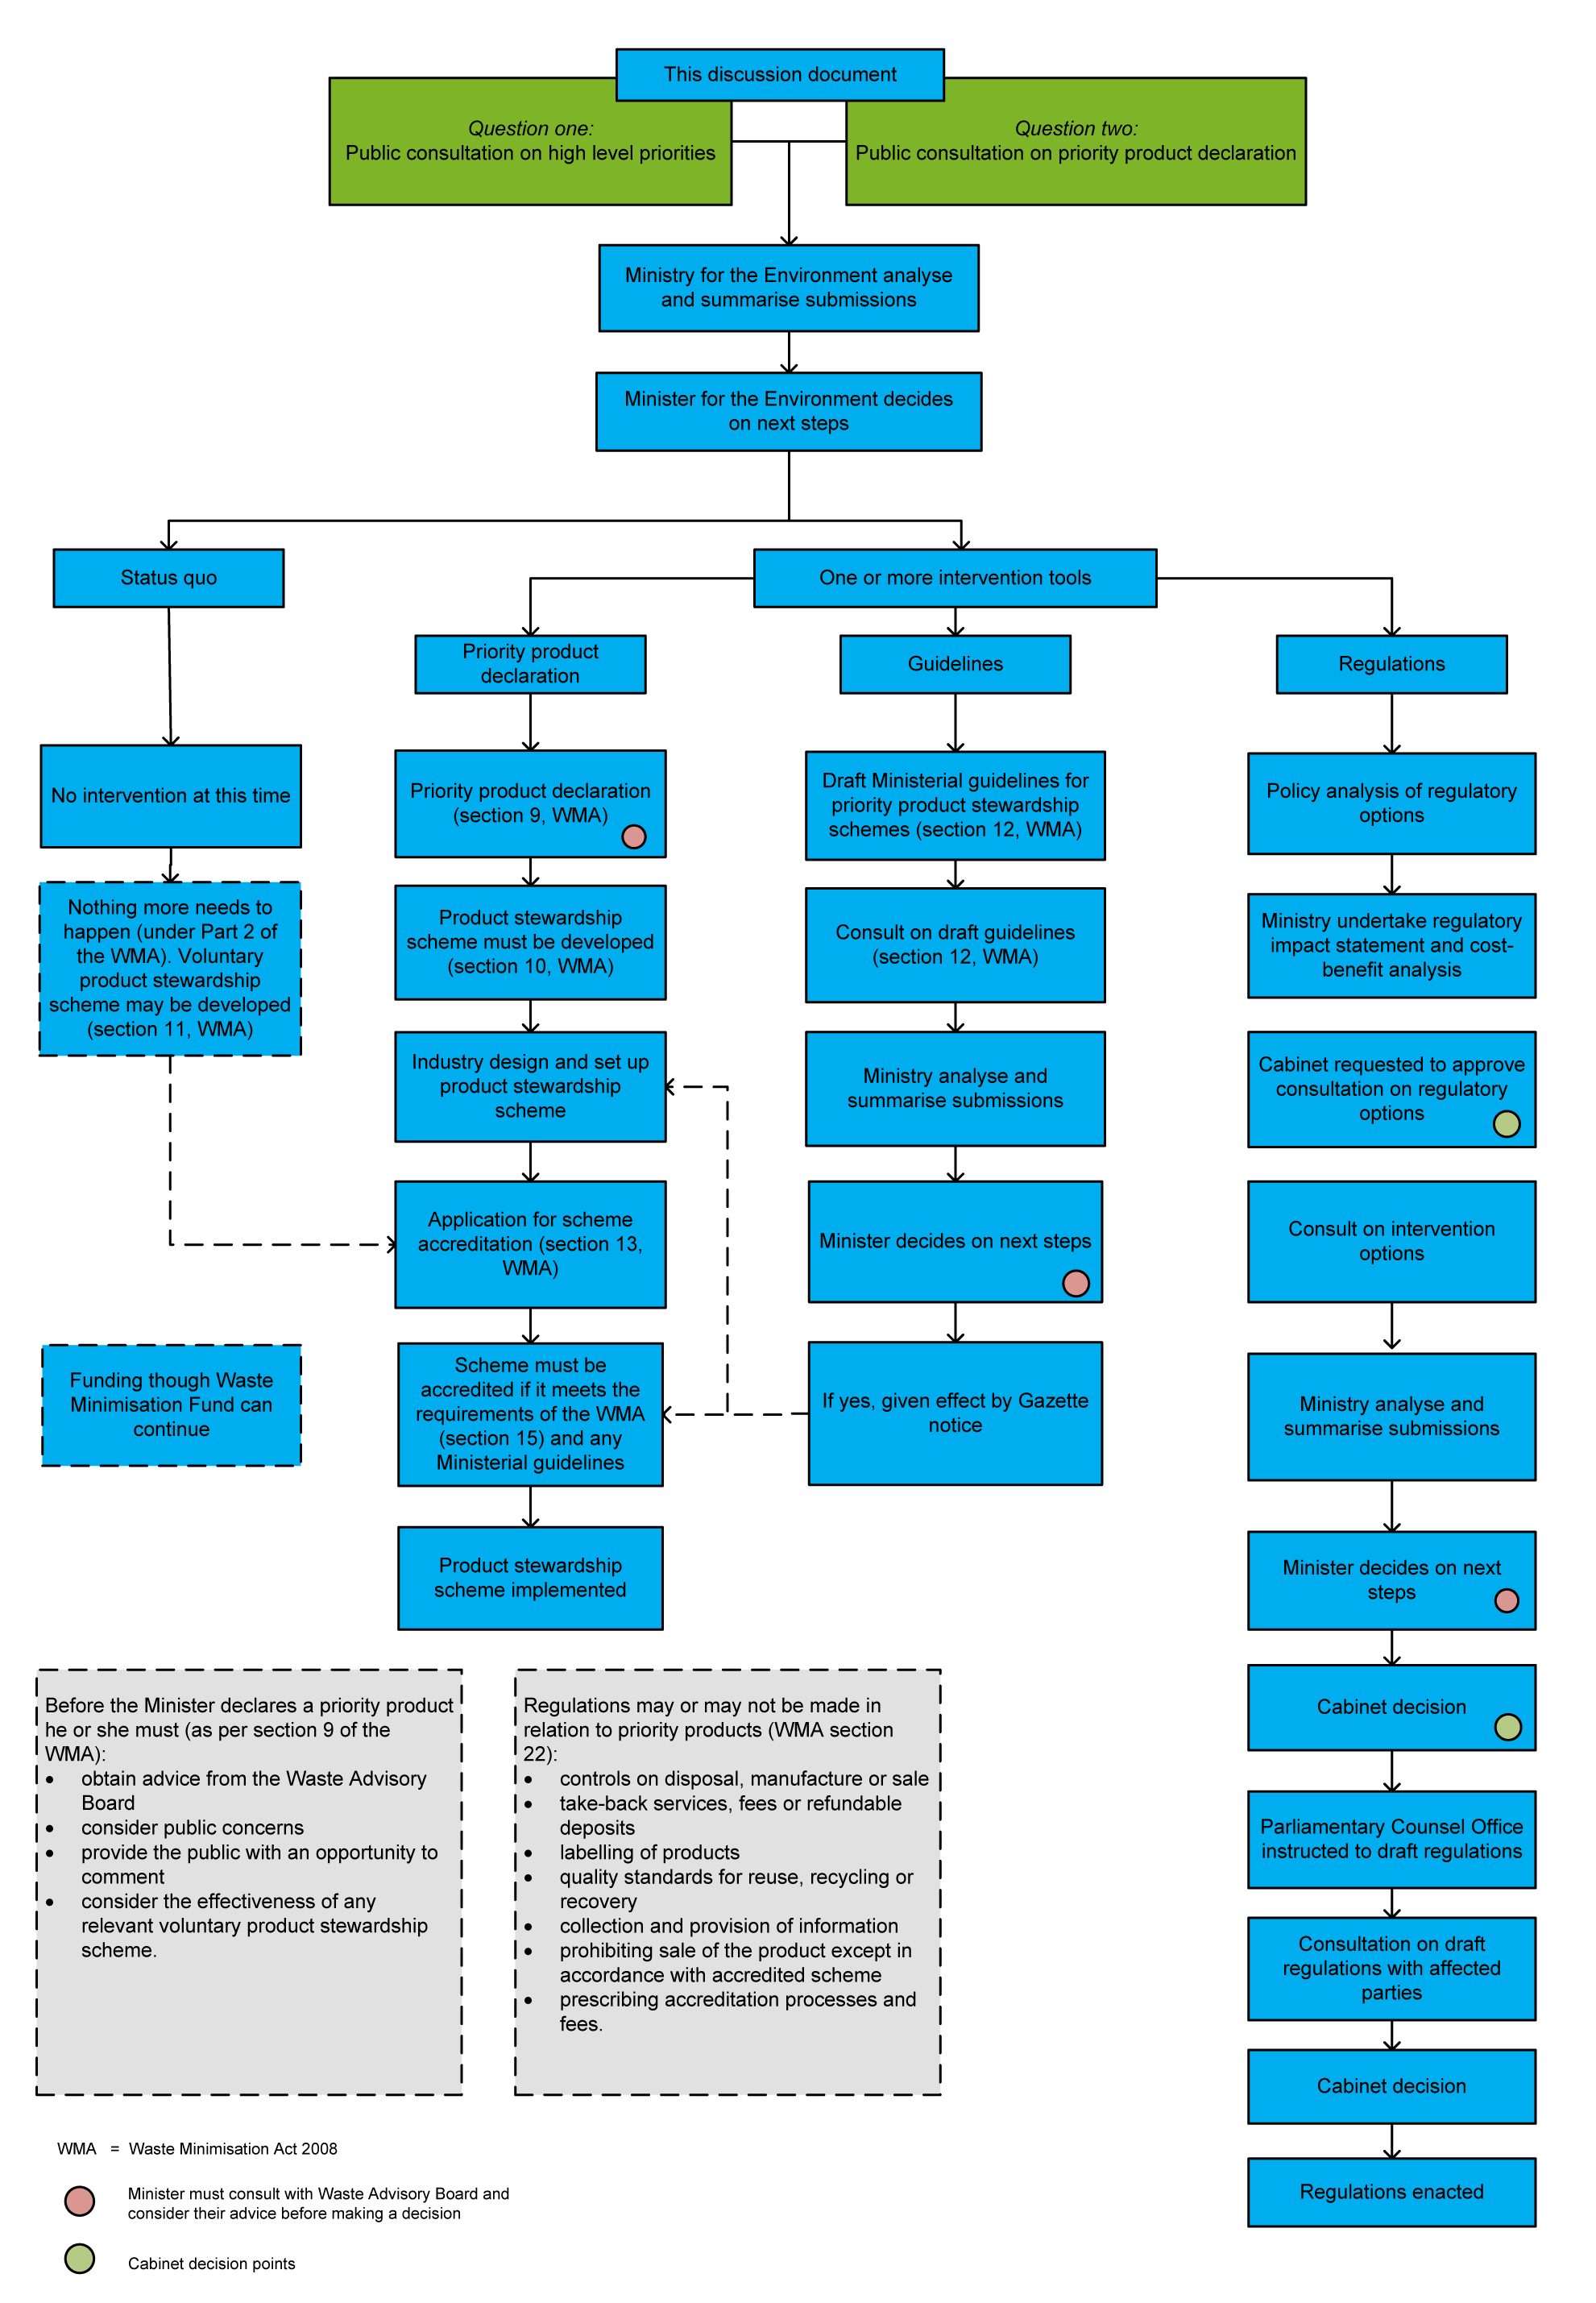 This discussion document
Question one:
Public consultation on high level priorities
Question two:
Public consultation on priority product declaration
Ministry for the Environment analyse
and summarise submissions
Minister for the Environment decides
on next steps
Status quo
One or more intervention tools
Priority product
declaration
Guidelines
Regulations
No intervention at this time
Nothing more needs to
happen (under Part 2 of
the WMA). Voluntary
product stewardship
scheme may be developed
(section 11, WMA)
Funding though Waste
Minimisation Fund can
continue
Priority product declaration
(section 9, WMA)
Product stewardship
scheme must be developed
(section 10, WMA)
Industry design and set up
product stewardship
scheme
Application for scheme
accreditation (section 13,
WMA)
Scheme must be
accredited if it meets the
requirements of the WMA
(section 15) and any
Ministerial guidelines
Product stewardship
scheme implemented
Draft Ministerial guidelines for
priority product stewardship
schemes (section 12, WMA)
Consult on draft guidelines
(section 12, WMA)
Ministry analyse and
summarise submissions
Minister decides on next steps
If yes, given effect by Gazette
notice
Policy analysis of regulatory
options
Ministry undertake regulatory
impact statement and cost-
benefit analysis
Cabinet requested to approve
consultation on regulatory
options
Consult on intervention
options
Ministry analyse and
summarise submissions
Minister decides on next
steps
Cabinet decision
Parliamentary Counsel Office
instructed to draft regulations
Consultation on draft
regulations with affected
parties
Cabinet decision
Regulations enacted
Before the Minister declares a priority product
he or she must (as per section 9 of the
WMA):
• obtain advice from the Waste Advisory
Board
• consider public concerns
• provide the public with an opportunity to
comment
• consider the effectiveness of any
relevant voluntary product stewardship
scheme.
Regulations may or may not be made in
relation to priority products (WMA section
22):
• controls on disposal, manufacture or sale
• take-back services, fees or refundable
deposits
• labelling of products
• quality standards for reuse, recycling or
recovery
• collection and provision of information
• prohibiting sale of the product except in
accordance with accredited scheme
• prescribing accreditation processes and
fees.
WMA = Waste Minimisation Act 2008
Minister must consult with Waste Advisory Board and
consider their advice before making a decision
Cabinet decision points